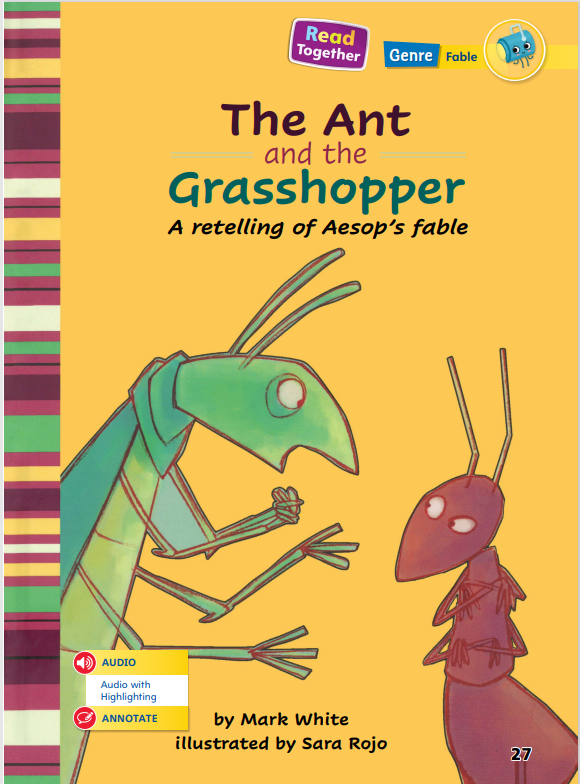 Read
Together
Genre Fable
The Ant
and the
Grasshopper
A retelling of Aesop's fable
AUDIO
Audio with
Highlighting
ANNOTATE
by Mark White
illustrated by Sara Rojo
27